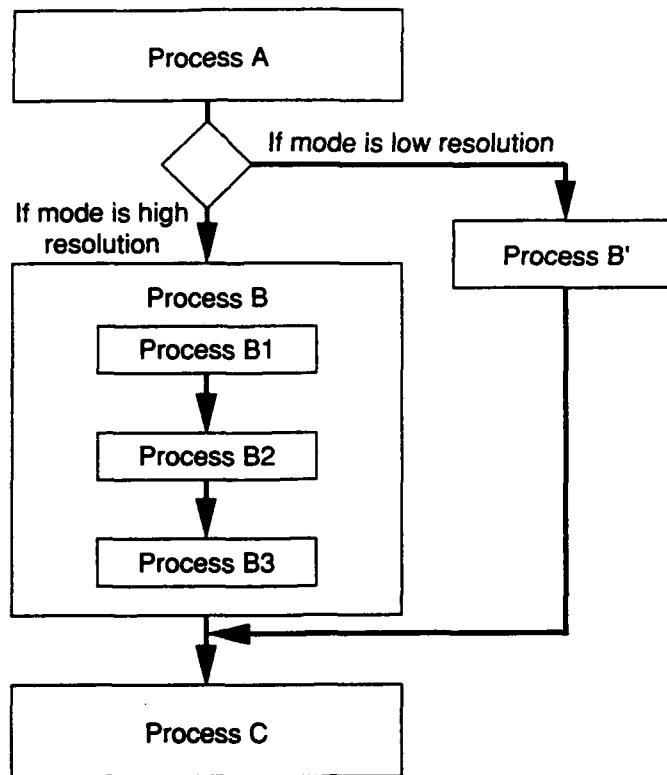 Process A
If mode is low resolution
If mode is high
resolution
Process B'
Process B
Process B1
Process B2
Process B3
Process C